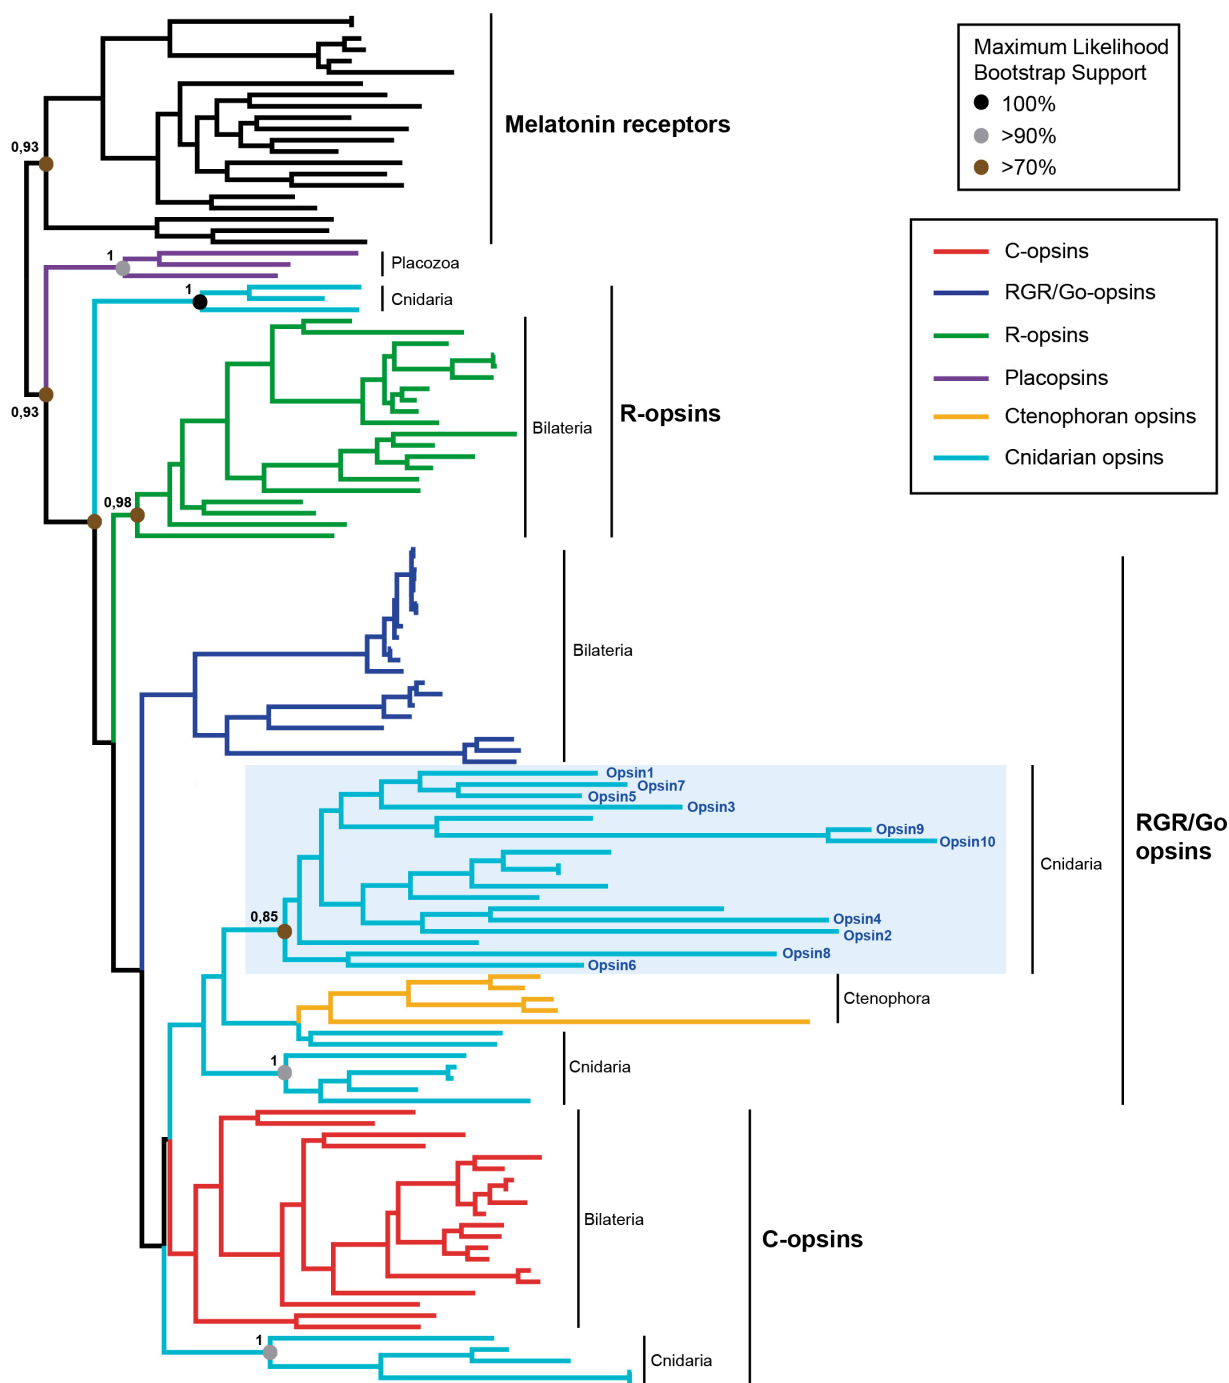 Maximum Likelihood
Bootstrap Support
100%
>90%
>70%
C-opsins
RGR/Go-opsins
R-opsins
Placopsins
Ctenophoran opsins
Cnidarian opsins
Melatonin receptors
0,93
1
Placozoa
1
Cnidaria
0,93
R-opsins
Bilateria
0,98
Bilateria
Opsin1
Opsin7
Opsin5
Opsin3
RGR/Go
opsins
Opsin9
Opsin10
Cnidaria
0,85
Opsin4
Opsin2
Opsin8
Opsin6
Ctenophora
1
Cnidaria
Bilateria
C-opsins
1
Cnidaria